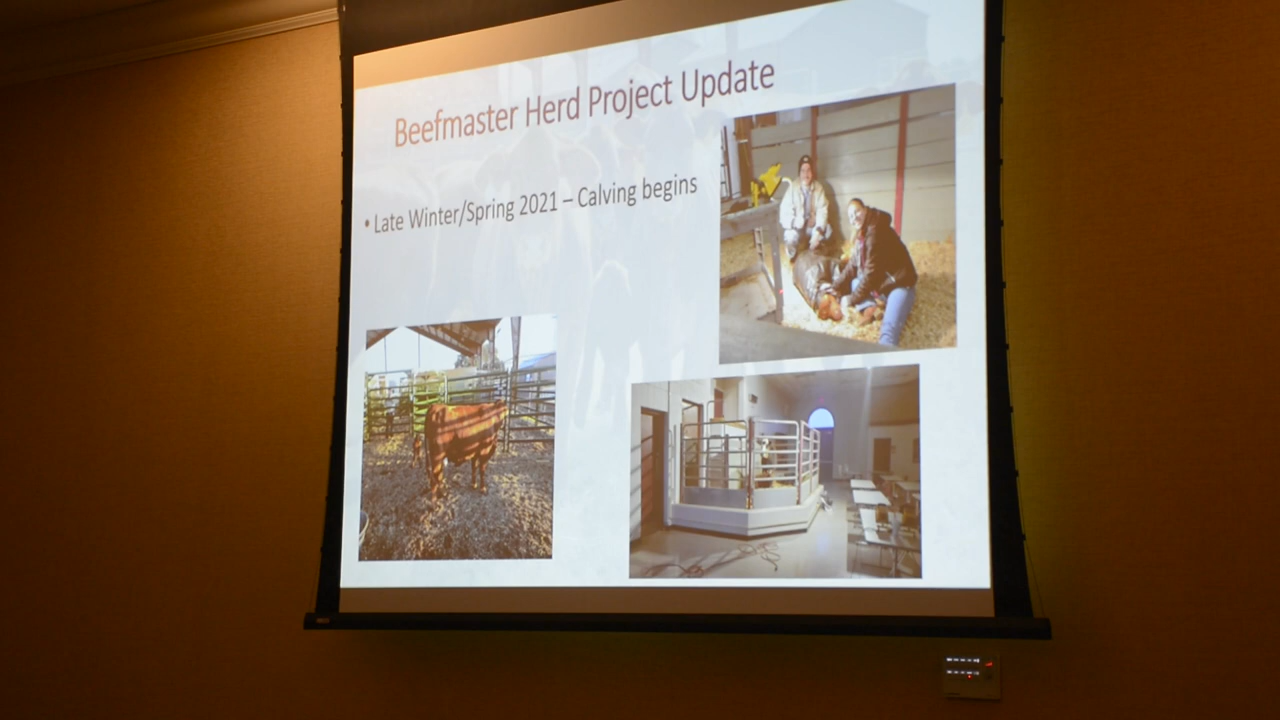 Beefmaster Herd Project Update
• Late Winter/Spring 2021 – Calving begins